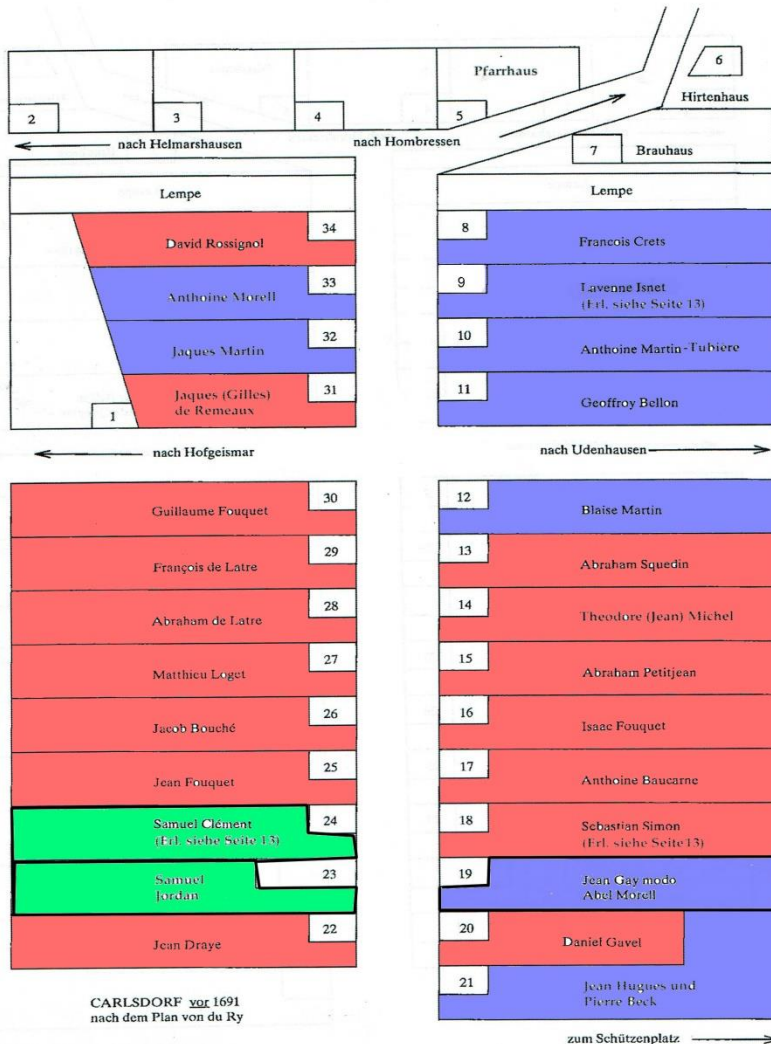 Pfarrhaus
6
Hirtenhaus
2
3
4
5
nach Helmarshausen
nach Hombressen
7
Brauhaus
Lempe
Lempe
34
David Rossignol
33
Anthoine Morell
32
Jaques Martin
31
Jaques (Gilles)
de Remeaux
1
8
Francois Crets
9
Lavenne Isnet
(Erl. siehe Seite 13)
10
Anthoine Martin-Tubière
11
Geoffroy Bellon
nach Hofgeismar
nach Udenhausen
30
Guillaume Fouquet
29
François de Latre
28
Abraham de Latre
27
Matthieu Loget
26
Jacob Bouché
25
Jean Fouquet
24
Samuel Clément
(Erl. siehe Seite 13)
23
Samuel
Jordan
22
Jean Draye
12
Blaise Martin
13
Abraham Squedin
14
Theodore (Jean) Michel
15
Abraham Petitjean
16
Isaac Fouquet
17
Anthoine Baucarne
18
Sebastian Simon
(Erl. siehe Seite 13)
19
Jean Gay modo
Abel Morell
20
Daniel Gavel
21
Jean Hugues und
Pierre Beck
CARLSDORF vor 1691
nach dem Plan von du Ry
zum Schützenplatz